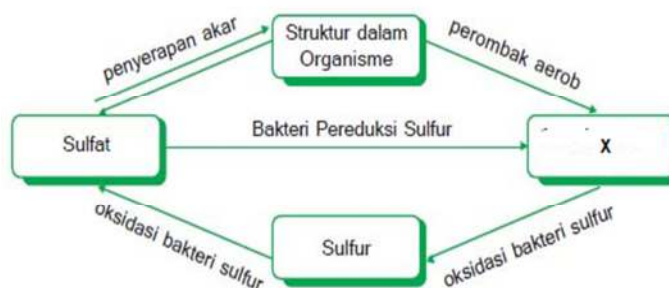 penyerapan akar
Struktur dalam
Organisme
perombak aerob
Sulfat
Bakteri Pereduksi Sulfur
X
oksidasi bakteri sulfur
Sulfur
oksidasi bakteri sulfur